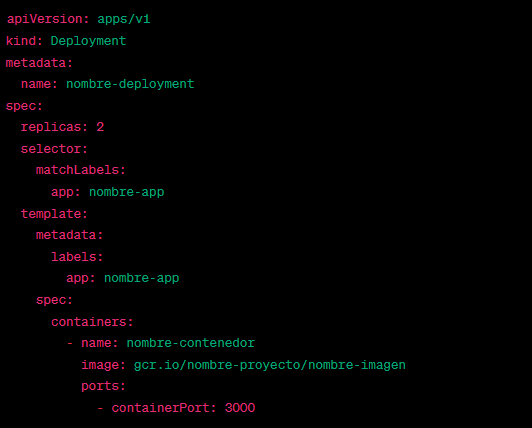 apiVersion: apps/v1
kind: Deployment
metadata:
  name: nombre-deployment
spec:
  replicas: 2
  selector:
    matchLabels:
      app: nombre-app
  template:
    metadata:
      labels:
        app: nombre-app
    spec:
      containers:
        - name: nombre-contenedor
          image: gcr.io/nombre-proyecto/nombre-imagen
          ports:
            - containerPort: 3000